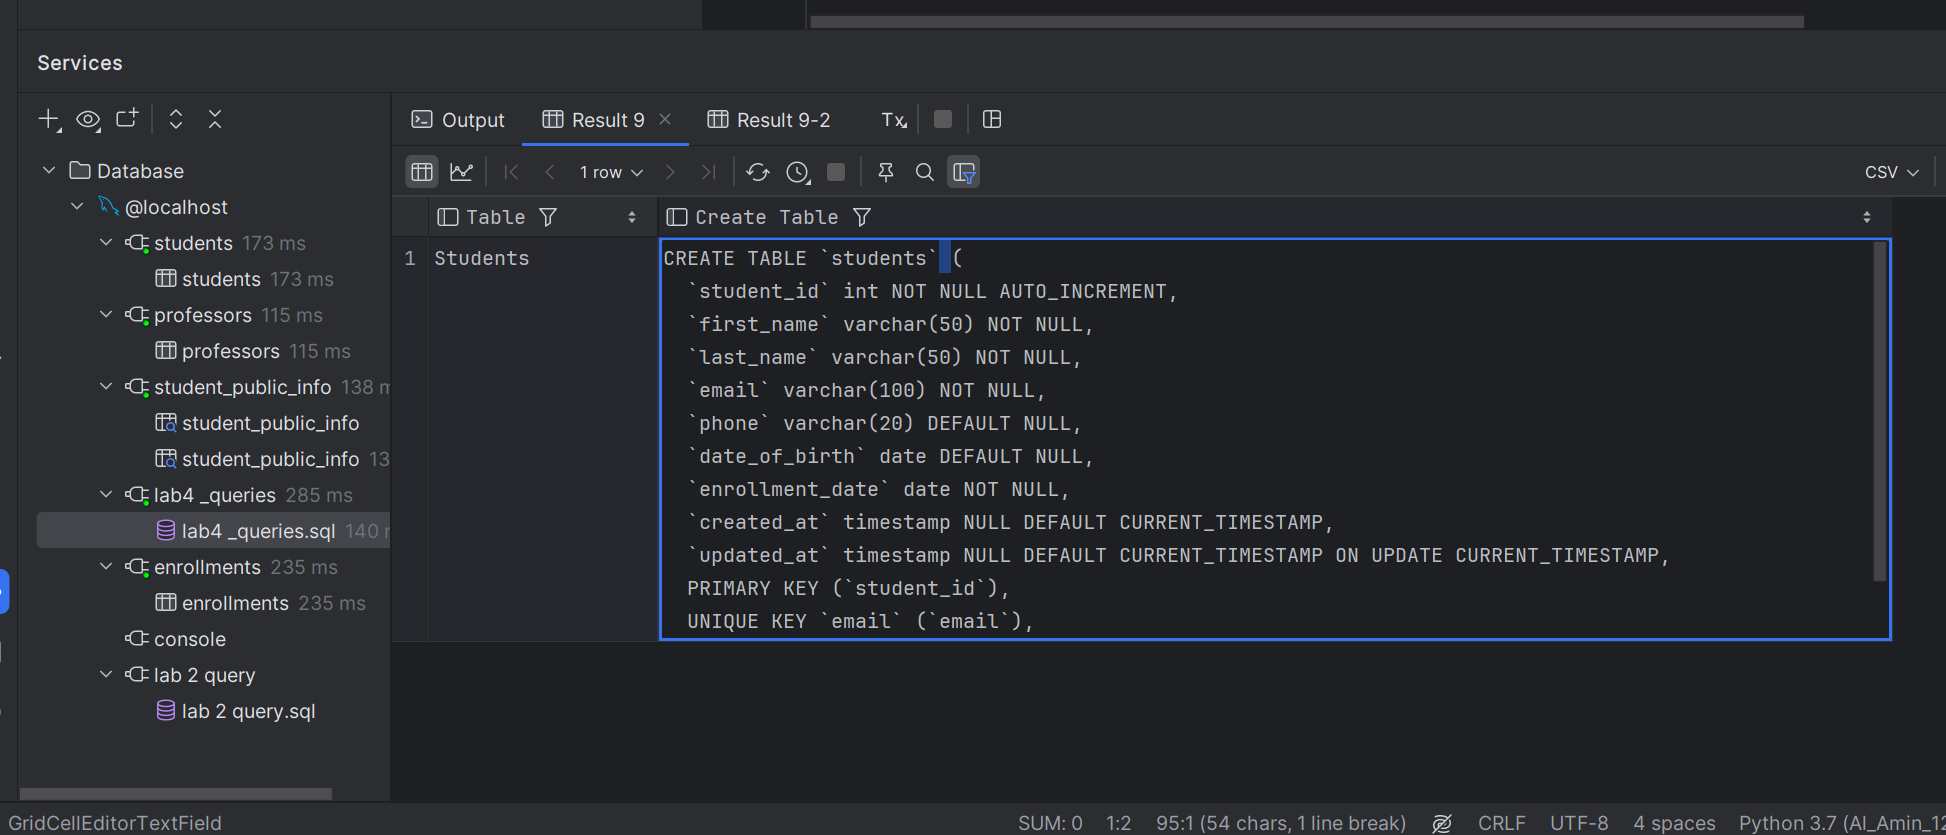 Services
Output
Result 9
Result 9-2
Tx
1 row
CSV
Database
@localhost
students 173 ms
students 173 ms
professors 115 ms
professors 115 ms
student_public_info 138 m
student_public_info
student_public_info 13
lab4 _queries 285 ms
lab4 _queries.sql 140
enrollments 235 ms
enrollments 235 ms
console
lab 2 query
lab 2 query.sql
Table
Create Table
1
Students
CREATE TABLE `students` (
`student_id` int NOT NULL AUTO_INCREMENT,
`first_name` varchar(50) NOT NULL,
`last_name` varchar(50) NOT NULL,
`email` varchar(100) NOT NULL,
`phone` varchar(20) DEFAULT NULL,
`date_of_birth` date DEFAULT NULL,
`enrollment_date` date NOT NULL,
`created_at` timestamp NULL DEFAULT CURRENT_TIMESTAMP,
`updated_at` timestamp NULL DEFAULT CURRENT_TIMESTAMP ON UPDATE CURRENT_TIMESTAMP,
PRIMARY KEY (`student_id`),
UNIQUE KEY `email` (`email`),
GridCellEditorTextField
SUM: 0
1:2
95:1 (54 chars, 1 line break)
CRLF
UTF-8
4 spaces
Python 3.7 (Al_Amin_12